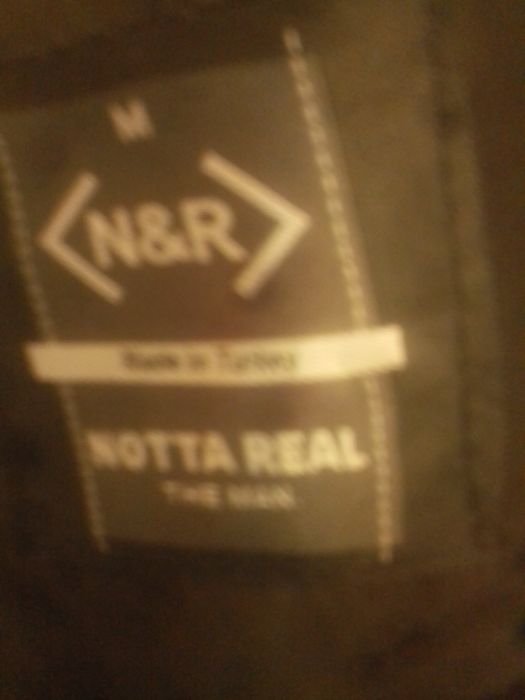 M
N&R
Made in Turkey
NOTTA REAL
THE MAN